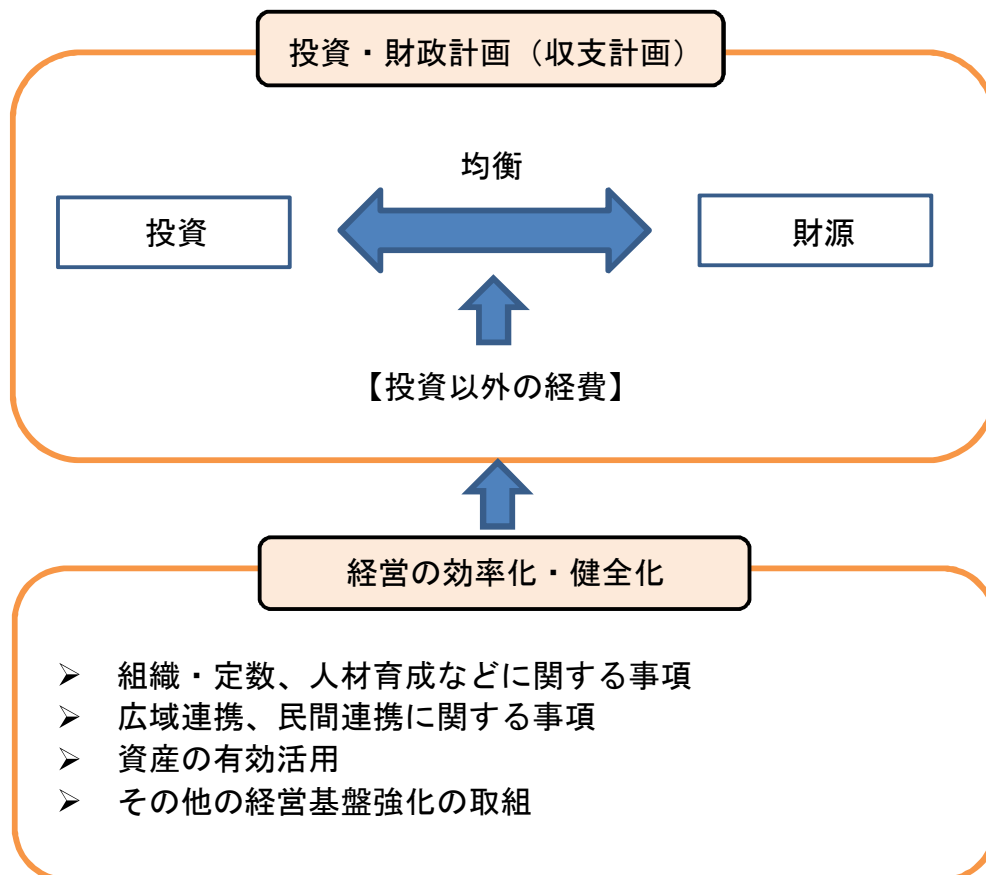 投資・財政計画（収支計画）
均衡
投資
財源
【投資以外の経費】
経営の効率化・健全化
➢ 組織・定数、人材育成などに関する事項
➢ 広域連携、民間連携に関する事項
➢ 資産の有効活用
➢ その他の経営基盤強化の取組